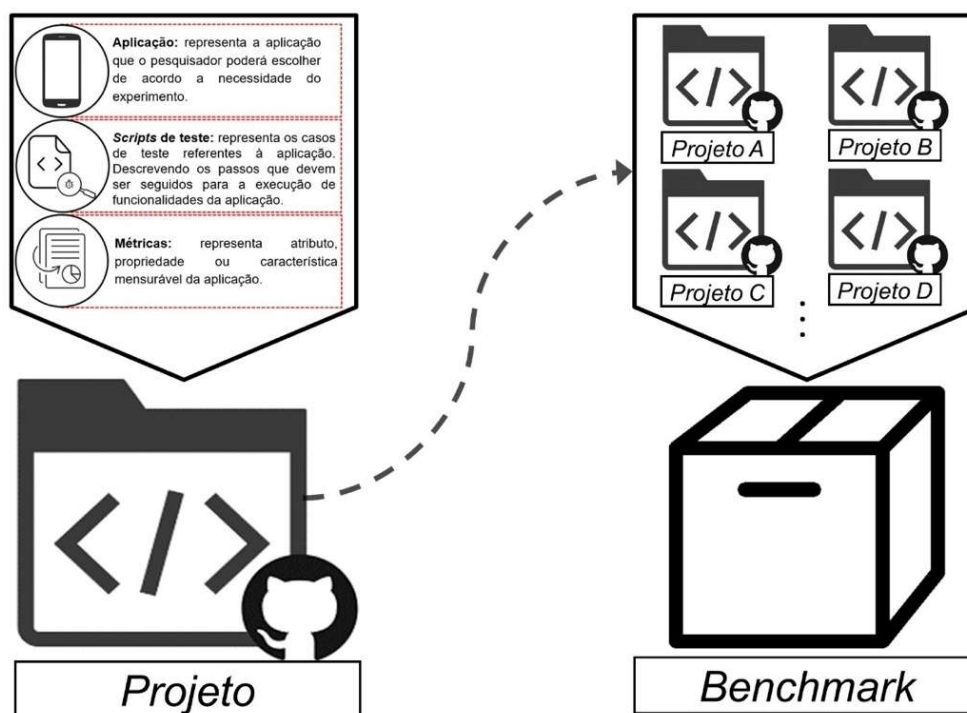 Aplicação: representa a aplicação
que o pesquisador poderá escolher
de acordo a necessidade do
experimento.
Scripts de teste: representa os casos
de teste referentes à aplicação.
Descrevendo os passos que devem
ser seguidos para a execução de
funcionalidades da aplicação.
Métricas: representa atributo,
propriedade ou característica
mensurável da aplicação.
Projeto
Projeto A
Projeto B
Projeto C
Projeto D
Benchmark